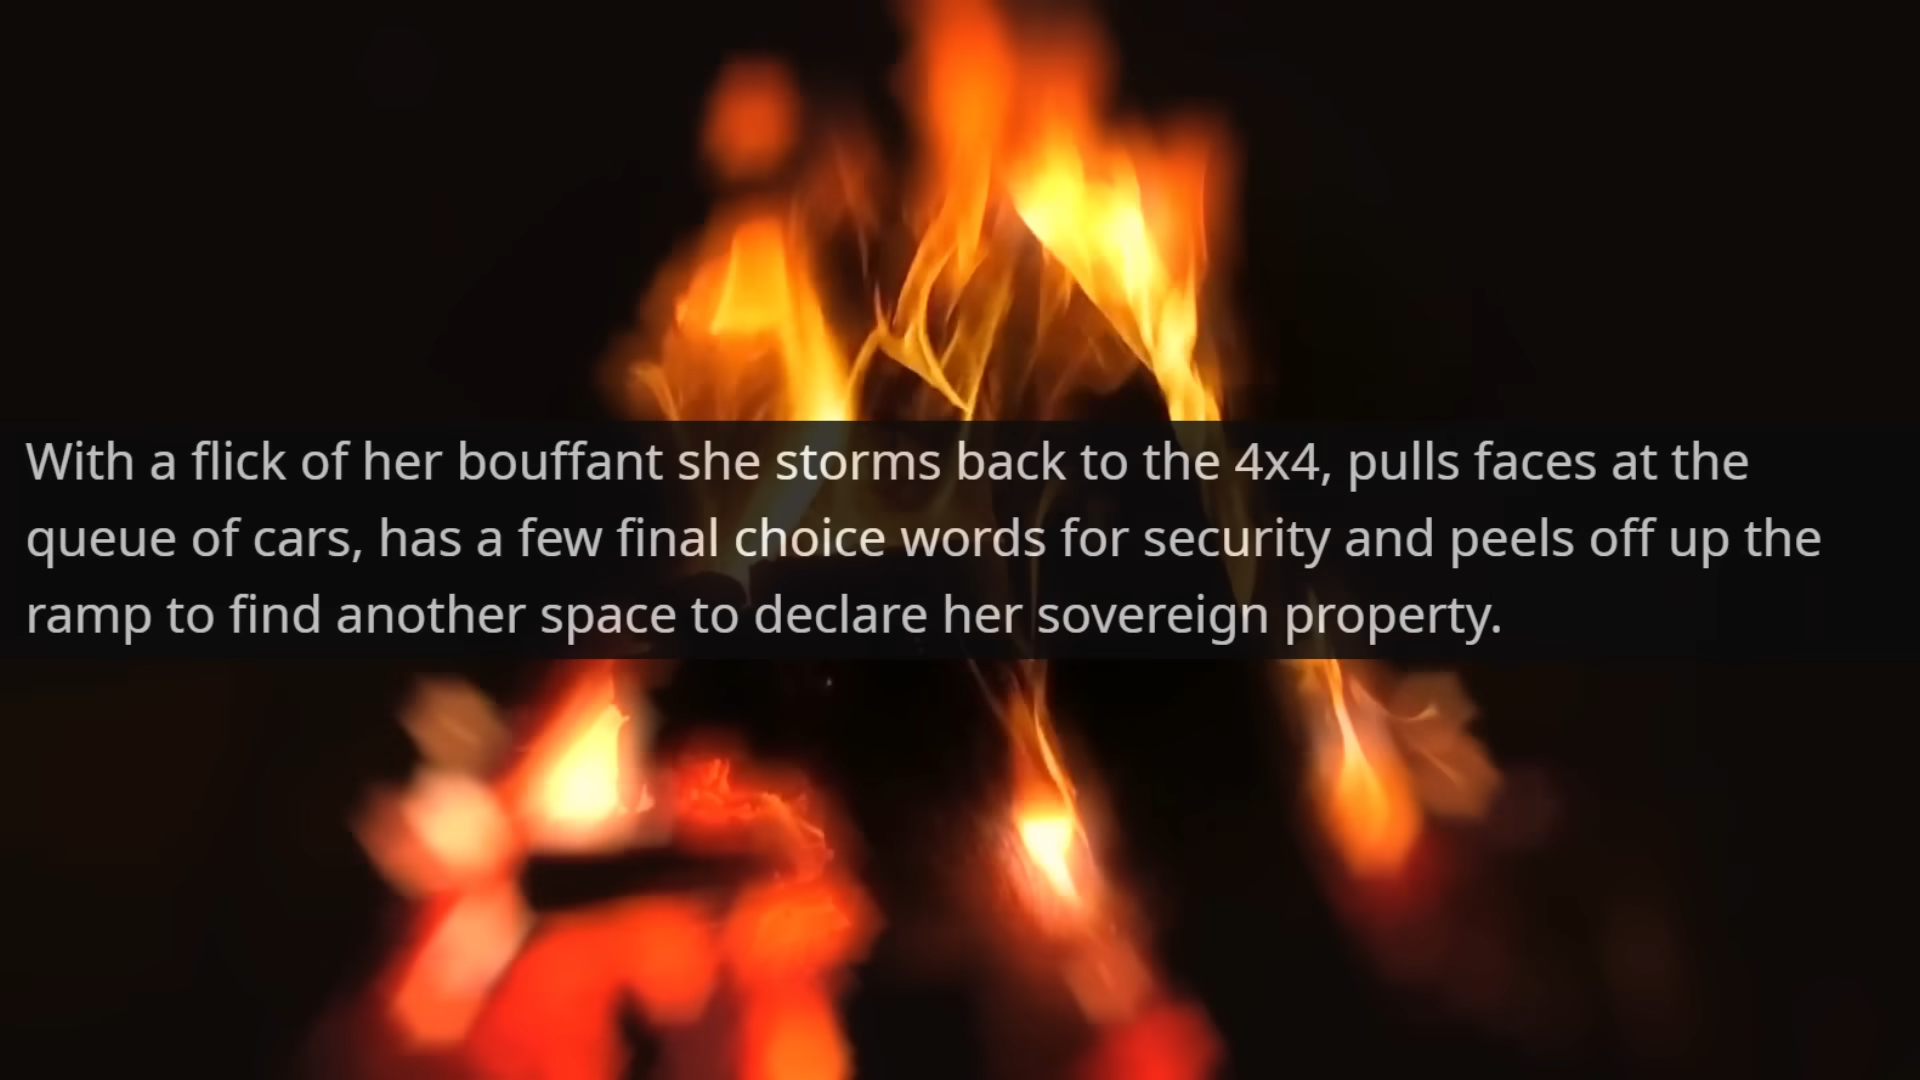 With a flick of her bouffant she storms back to the 4x4, pulls faces at the
queue of cars, has a few final choice words for security and peels off up the
ramp to find another space to declare her sovereign property.